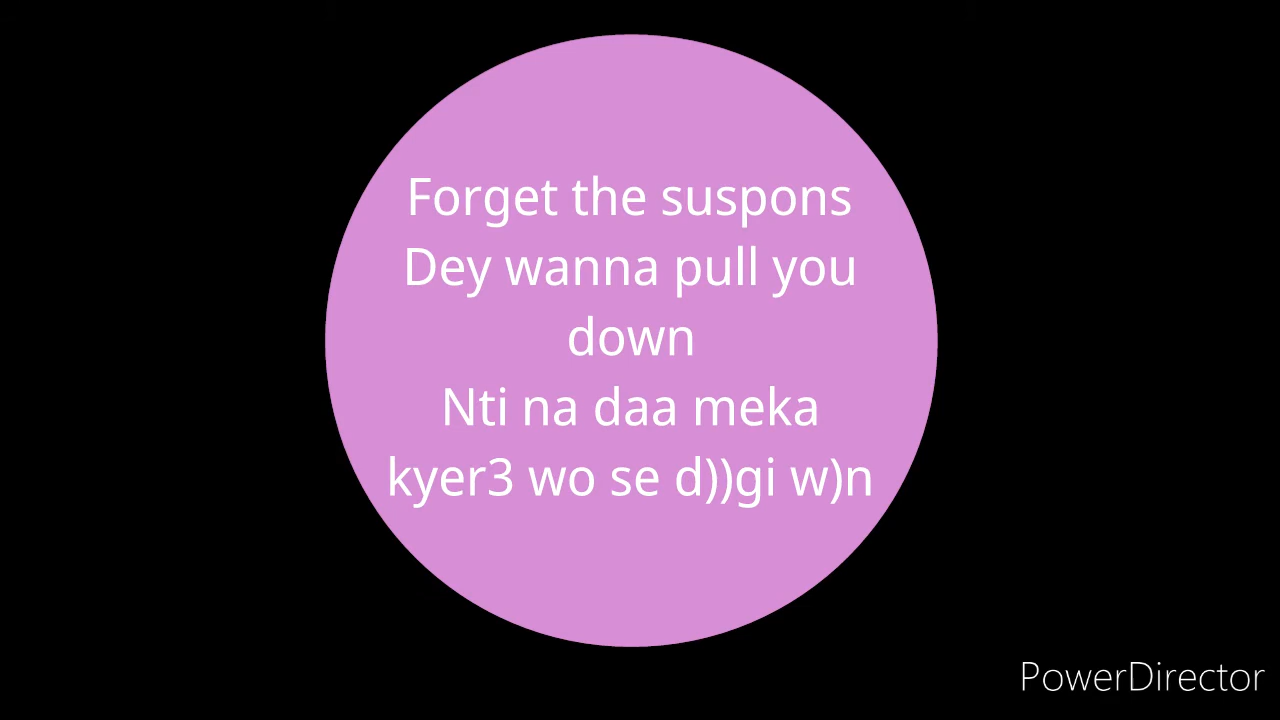 Forget the suspons
Dey wanna pull you
down
Nti na daa meka
kyer3 wo se d))gi w)n
PowerDirector